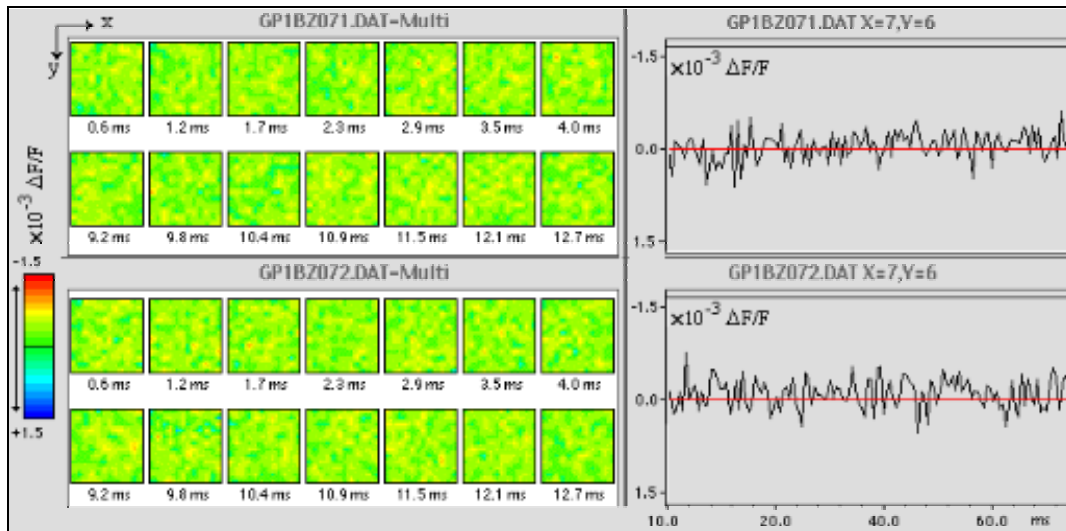 GP1BZ071.DAT-Multi
GP1BZ071.DAT X=7,Y=6
x
y
0.6 ms 1.2 ms 1.7 ms 2.3 ms 2.9 ms 3.5 ms 4.0 ms
9.2 ms 9.8 ms 10.4 ms 10.9 ms 11.5 ms 12.1 ms 12.7 ms
-1.5
×10⁻³ ΔF/F
0.0
1.5
×10⁻³ ΔF/F
-1.5
+1.5
GP1BZ072.DAT-Multi
GP1BZ072.DAT X=7,Y=6
0.6 ms 1.2 ms 1.7 ms 2.3 ms 2.9 ms 3.5 ms 4.0 ms
9.2 ms 9.8 ms 10.4 ms 10.9 ms 11.5 ms 12.1 ms 12.7 ms
-1.5
×10⁻³ ΔF/F
0.0
1.5
10.0 20.0 40.0 60.0 ms